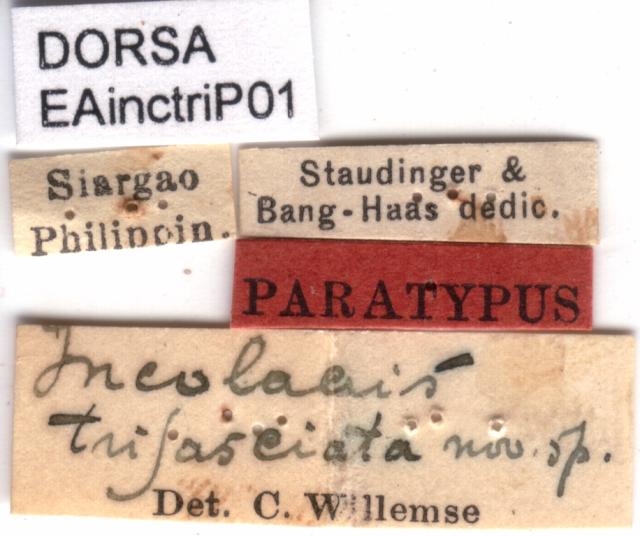 DORSA
EAinctriP01
Siargao
Philippin.
Staudinger &
Bang-Haas dedic.
PARATYPUS
Incolacris
trifasciata nov. sp.
Det. C. Willemse